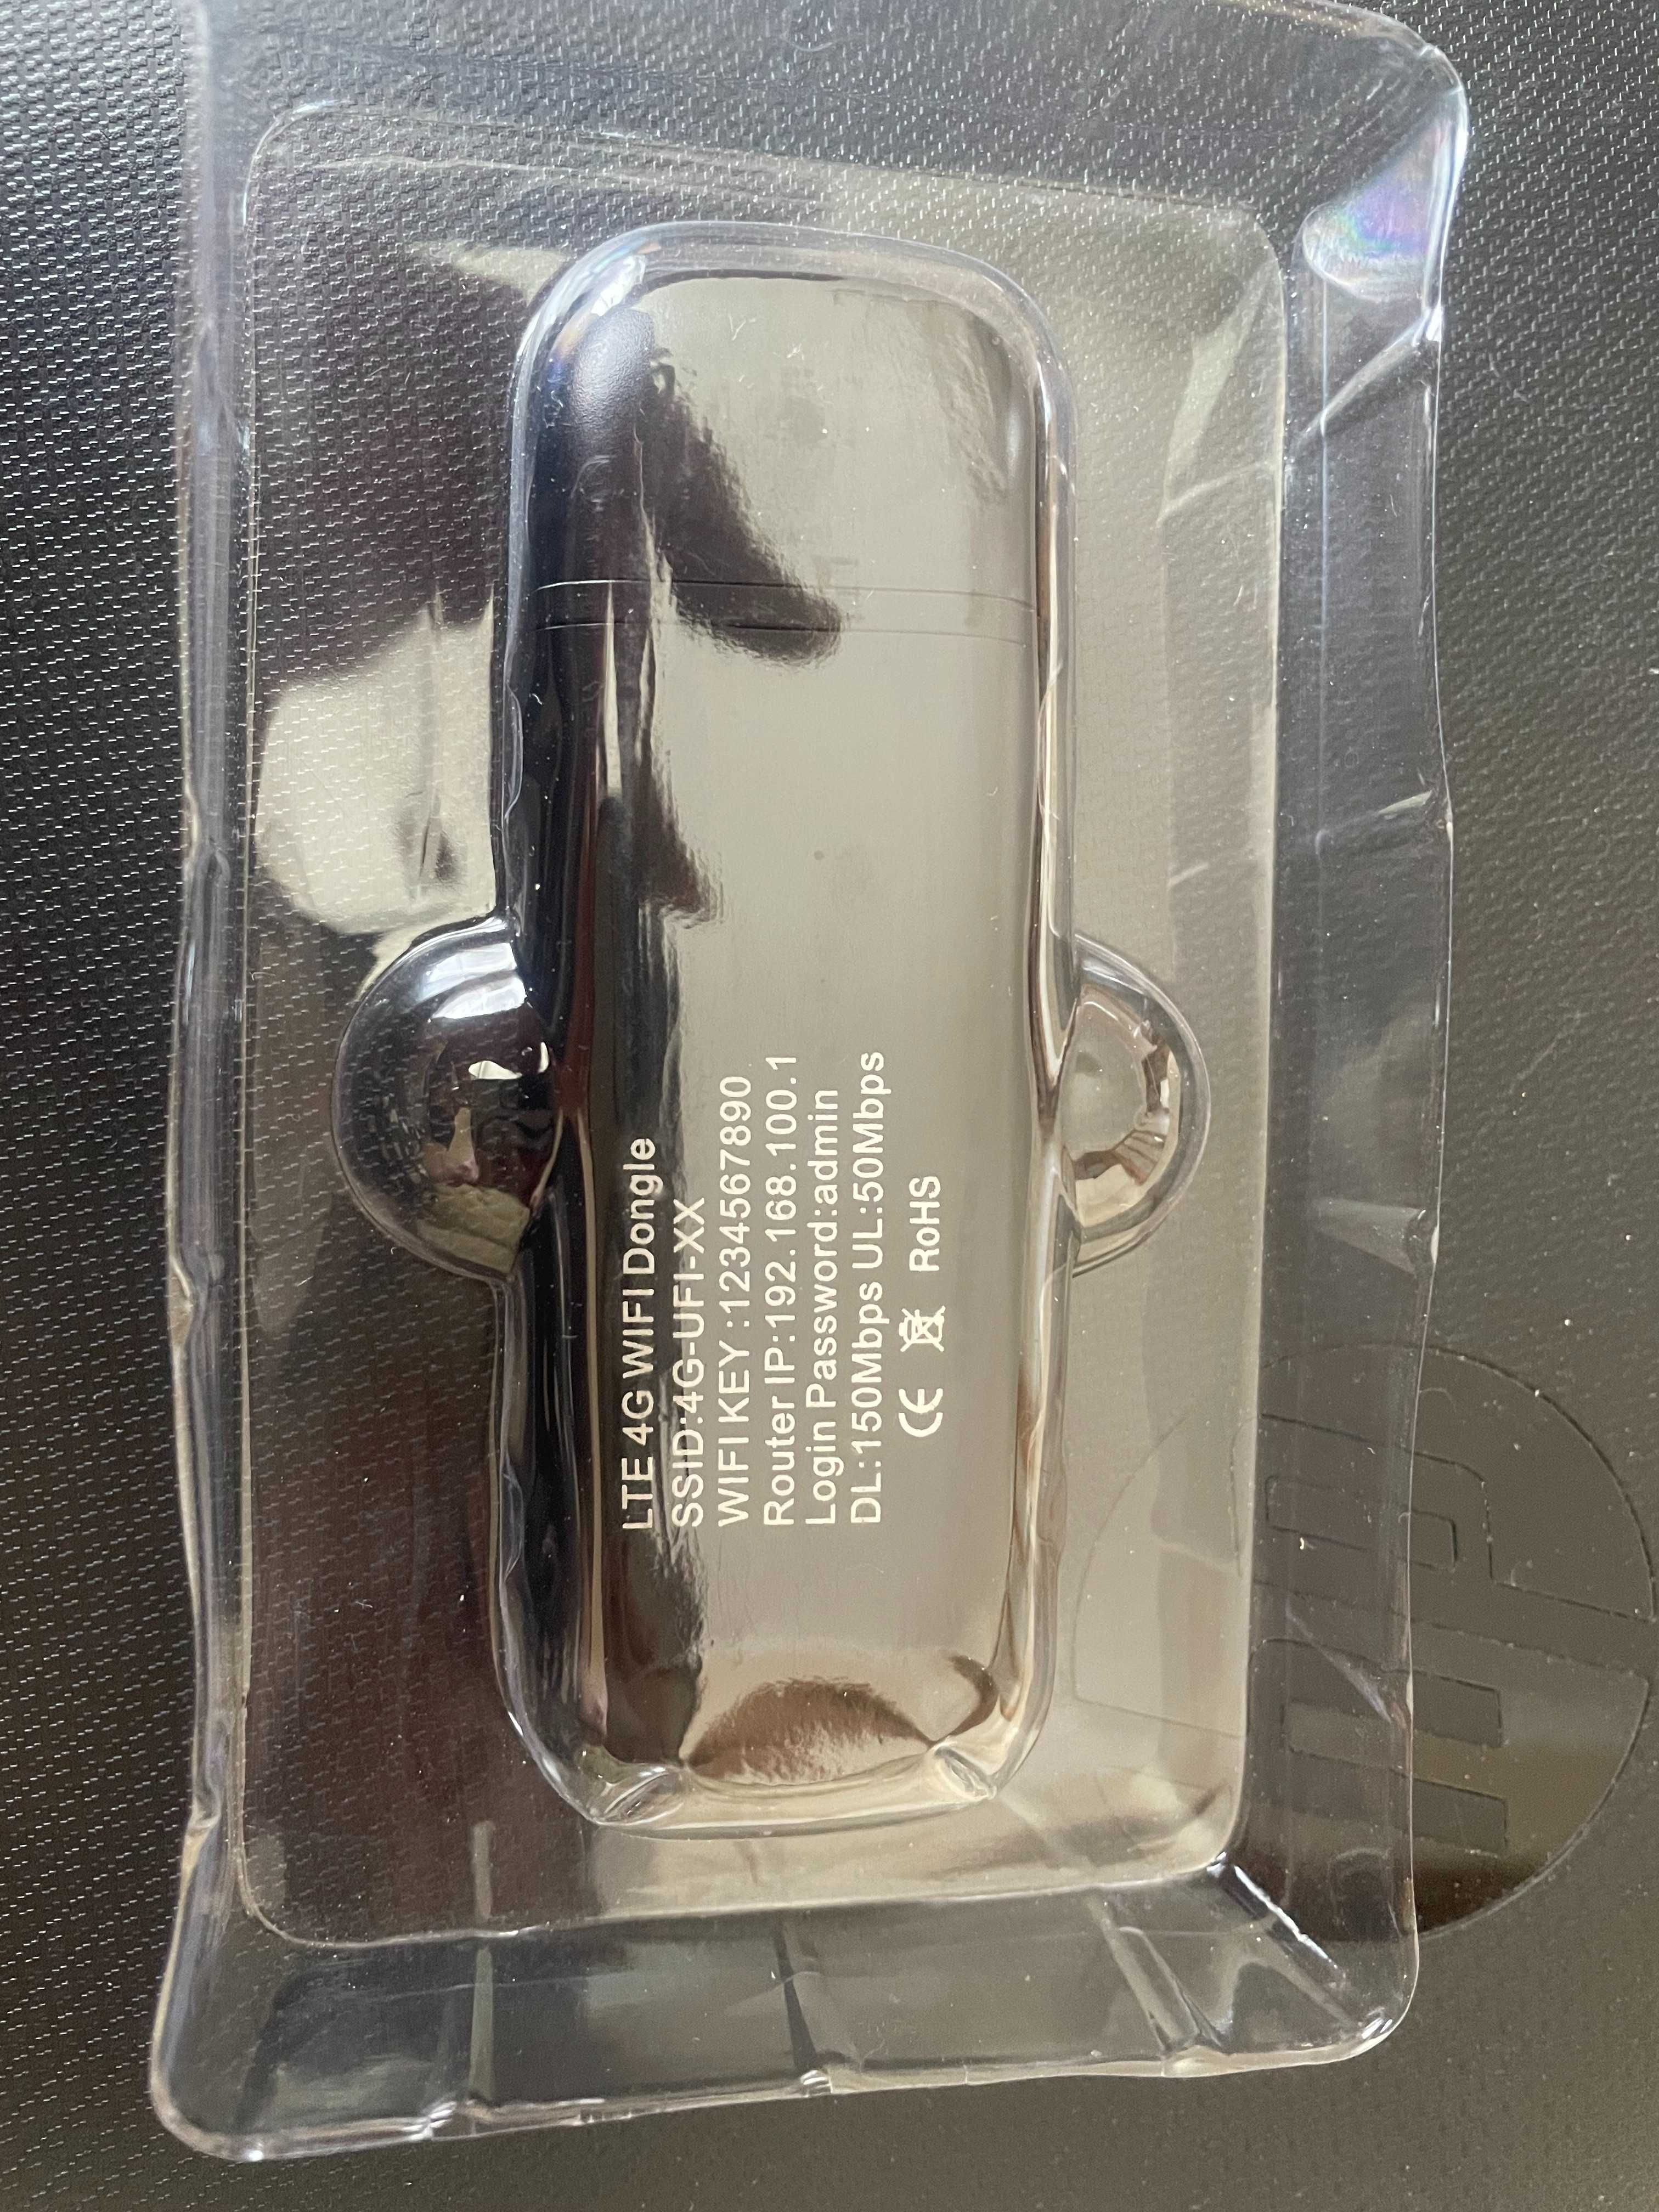 LTE 4G WIFI Dongle
SSID:4G-UFI-XX
WIFI KEY :1234567890
Router IP:192.168.100.1
Login Password:admin
DL:150Mbps UL:50Mbps
CE RoHS
hp